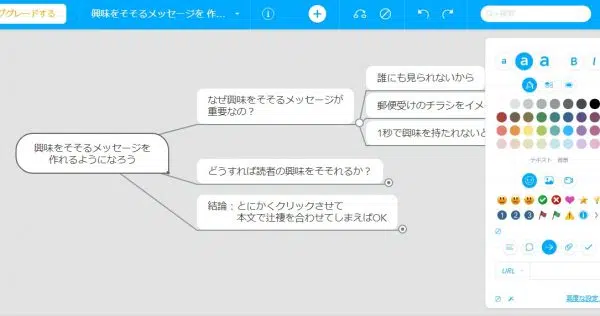 プグレードする
興味をそそるメッセージを 作...
検索
誰にも見られないから
なぜ興味をそそるメッセージが
重要なの？
郵便受けのチラシをイメ
1秒で興味を持たれないと
興味をそそるメッセージを
作れるようになろう
どうすれば読者の興味をそそれるか？
結論：とにかくクリックさせて
本文で辻褄を合わせてしまえばOK
a a a B I
テキスト 背景
1 2 3
URL
高度な設定